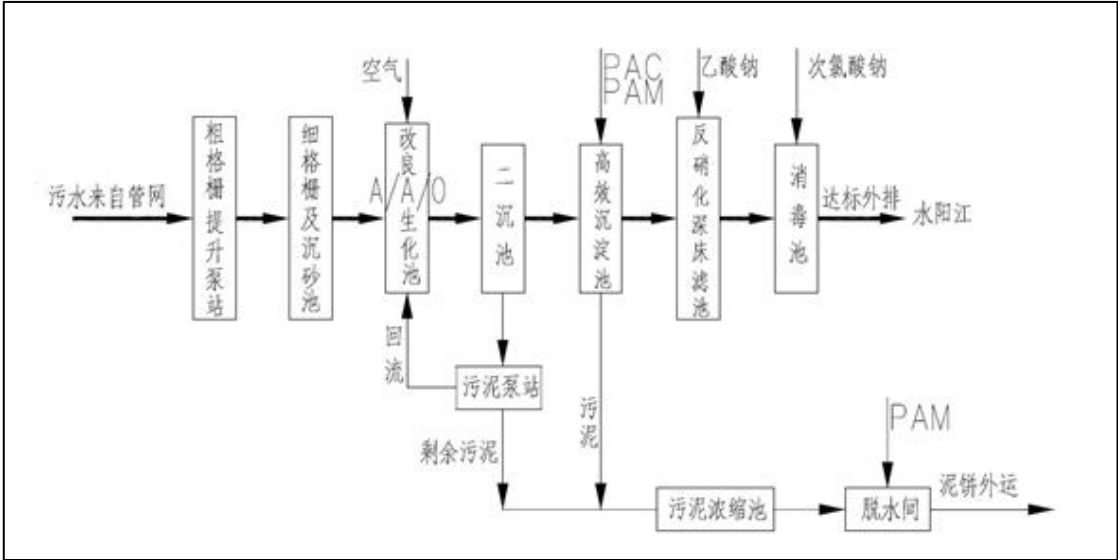 空气
PAC
PAM
乙酸钠
次氯酸钠
污水来自管网
粗格栅提升泵站
细格栅及沉砂池
改良A/A/O生化池
二沉池
高效沉淀池
反硝化深床滤池
消毒池
达标外排
水阳江
回流
污泥泵站
剩余污泥
污泥
PAM
污泥浓缩池
脱水间
泥饼外运